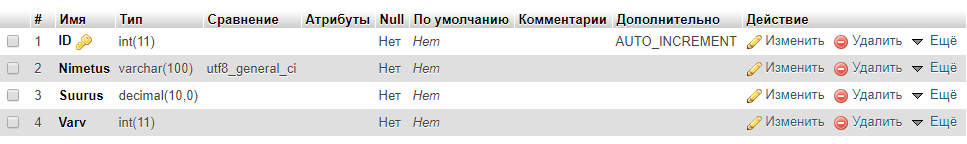 # Имя Тип Сравнение Атрибуты Null По умолчанию Комментарии Дополнительно Действие
1 ID int(11) Нет Нет AUTO_INCREMENT Изменить Удалить Ещё
2 Nimetus varchar(100) utf8_general_ci Нет Нет Изменить Удалить Ещё
3 Suurus decimal(10,0) Нет Нет Изменить Удалить Ещё
4 Varv int(11) Нет Нет Изменить Удалить Ещё